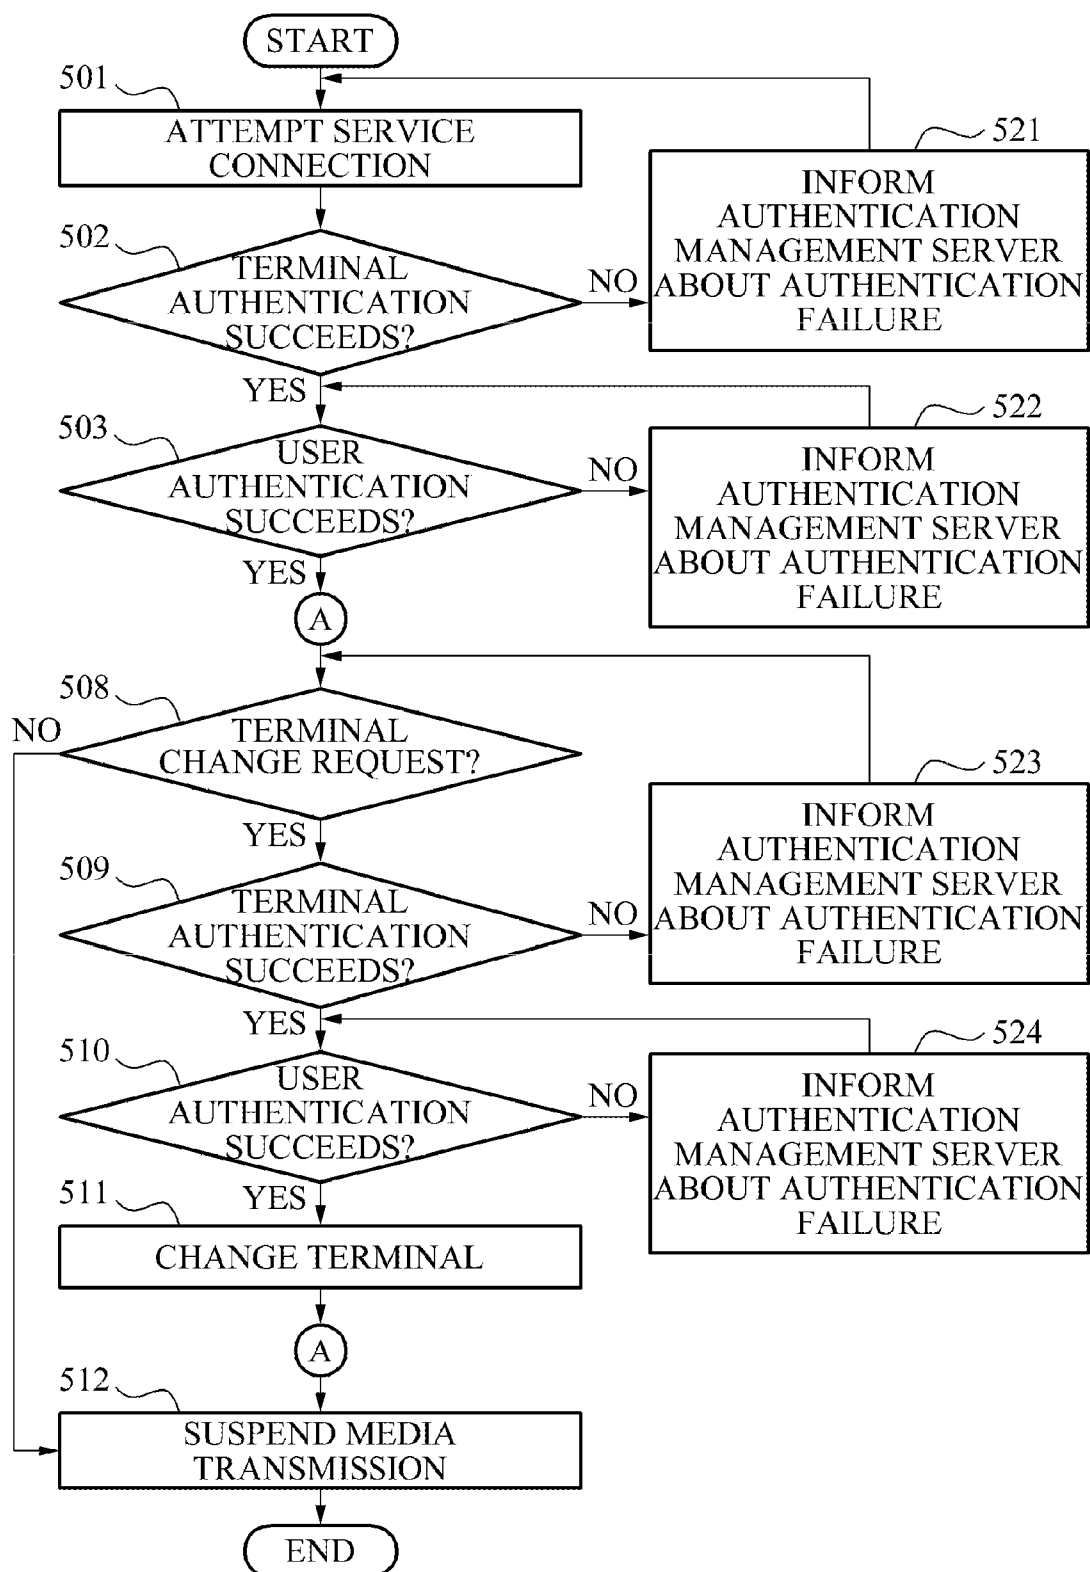 START
501
ATTEMPT SERVICE
CONNECTION
521
INFORM
AUTHENTICATION
MANAGEMENT SERVER
ABOUT AUTHENTICATION
FAILURE
502
TERMINAL
AUTHENTICATION
SUCCEEDS?
NO
YES
522
INFORM
AUTHENTICATION
MANAGEMENT SERVER
ABOUT AUTHENTICATION
FAILURE
503
USER
AUTHENTICATION
SUCCEEDS?
NO
YES
A
508
NO
TERMINAL
CHANGE REQUEST?
YES
523
INFORM
AUTHENTICATION
MANAGEMENT SERVER
ABOUT AUTHENTICATION
FAILURE
509
TERMINAL
AUTHENTICATION
SUCCEEDS?
NO
YES
524
INFORM
AUTHENTICATION
MANAGEMENT SERVER
ABOUT AUTHENTICATION
FAILURE
510
USER
AUTHENTICATION
SUCCEEDS?
NO
YES
511
CHANGE TERMINAL
A
512
SUSPEND MEDIA
TRANSMISSION
END